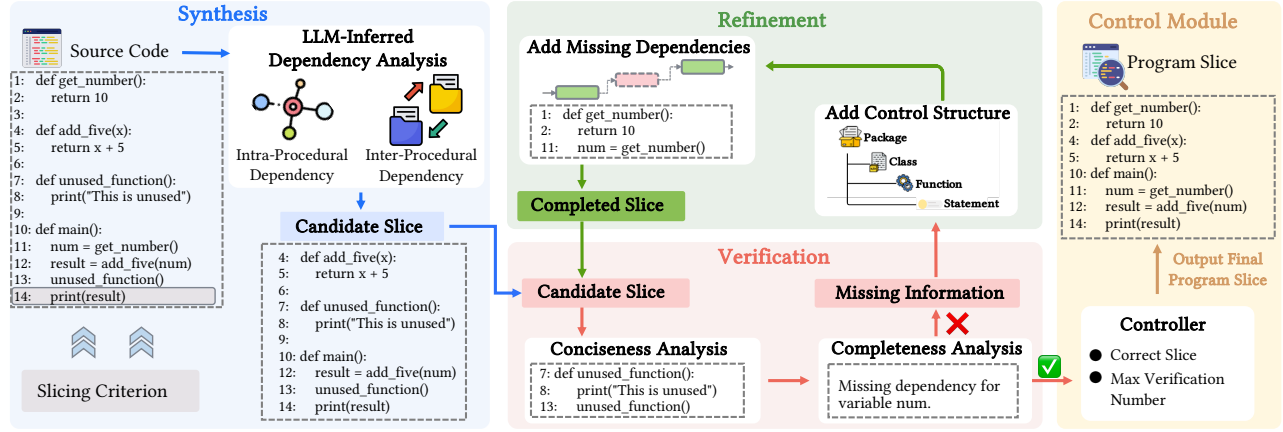 Synthesis
Source Code
1: def get_number():
2: return 10
3:
4: def add_five(x)
5: return x + 5
6:
7: def unused_function():
8: print("This is unused")
9:
10: def main():
11: num = get_number()
12: result = add_five(num)
13: unused_function()
14: print(result)
Slicing Criterion
LLM-Inferred
Dependency Analysis
Intra-Procedural
Dependency
Inter-Procedural
Dependency
Candidate Slice
4: def add_five(x)
5: return x + 5
6:
7: def unused_function():
8: print("This is unused")
9:
10: def main():
12: result = add_five(num)
13: unused_function()
14: print(result)
Refinement
Add Missing Dependencies
1: def get_number():
2: return 10
11: num = get_number()
Completed Slice
Add Control Structure
Package
Class
Function
Statement
Verification
Candidate Slice
Missing Information
Conciseness Analysis
7: def unused_function():
8: print("This is unused")
13: unused_function()
Completeness Analysis
Missing dependency for
variable num.
Control Module
Program Slice
1: def get_number():
2: return 10
4: def add_five(x)
5: return x + 5
10: def main():
11: num = get_number()
12: result = add_five(num)
14: print(result)
Output Final
Program Slice
Controller
● Correct Slice
● Max Verification
Number